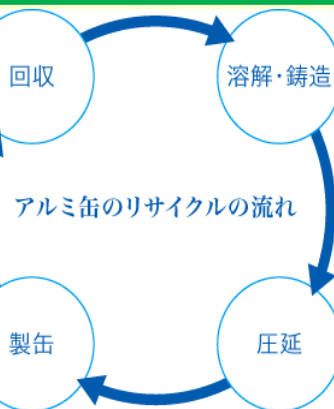 回収
溶解・鋳造
アルミ缶のリサイクルの流れ
製缶
圧延